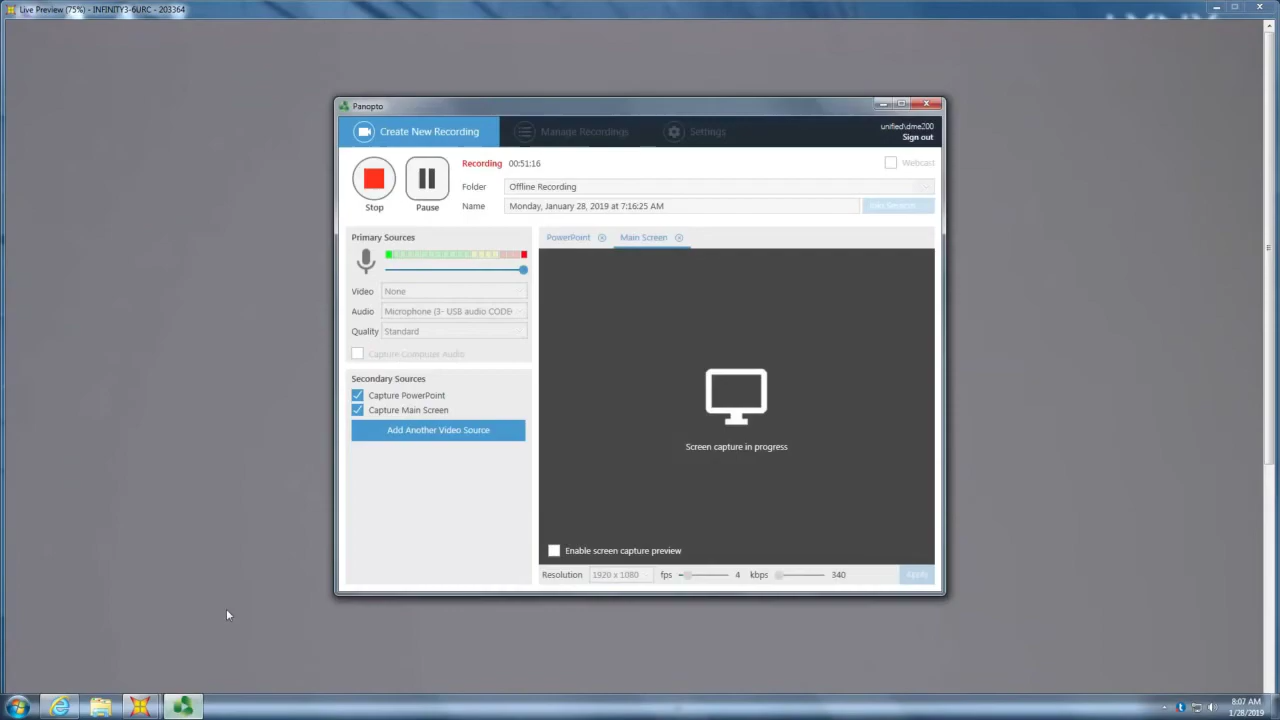 Live Preview (75%) - INFINITY3-6URC - 203364
Panopto
Create New Recording
Manage Recordings
Settings
unified\dme200
Sign out
Recording 00:51:16
Webcast
Stop
Pause
Folder Offline Recording
Name Monday, January 28, 2019 at 7:16:25 AM
Primary Sources
PowerPoint
Main Screen
Video None
Audio Microphone (3- USB audio CODE
Quality Standard
Capture Computer Audio
Secondary Sources
Capture PowerPoint
Capture Main Screen
Add Another Video Source
Screen capture in progress
Enable screen capture preview
Resolution 1920 x 1080 fps 4 kbps 340 Apply
8:07 AM
1/28/2019